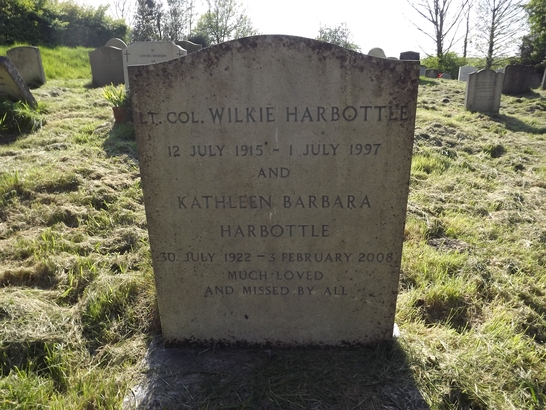 LT. COL. WILKIE HARBOTTLE
12 JULY 1915 - 1 JULY 1997
AND
KATHLEEN BARBARA
HARBOTTLE
30 JULY 1922 - 3 FEBRUARY 2008
MUCH LOVED
AND MISSED BY ALL